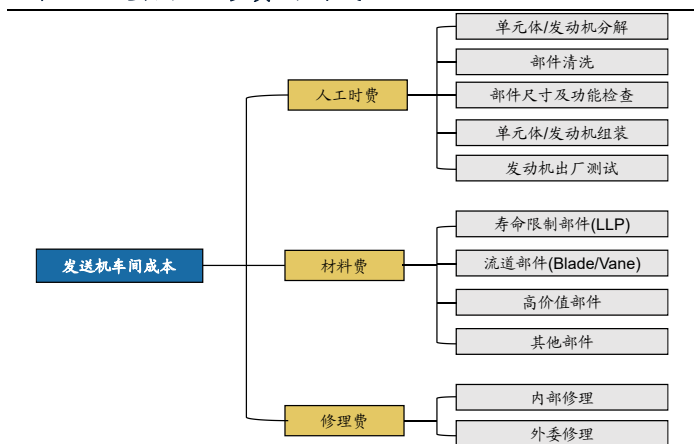 单元体/发动机分解
部件清洗
人工时费
部件尺寸及功能检查
单元体/发动机组装
发动机出厂测试
寿命限制部件(LLP)
发送机车间成本
材料费
流道部件(Blade/Vane)
高价值部件
其他部件
内部修理
修理费
外委修理